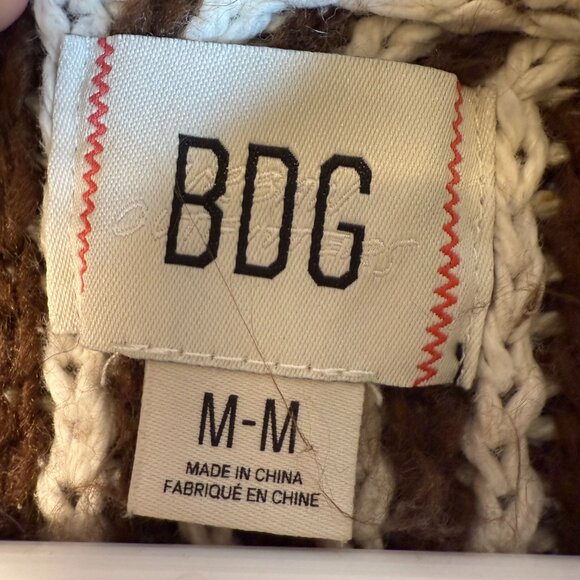 BDG
M-M
MADE IN CHINA
FABRIQUÉ EN CHINE